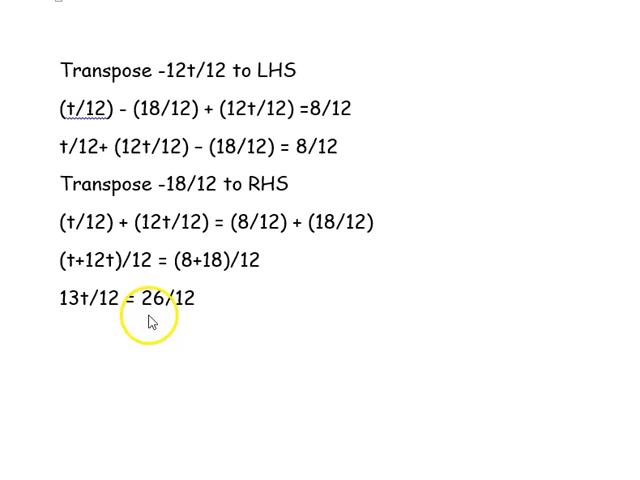 Transpose -12t/12 to LHS
(t/12) - (18/12) + (12t/12) =8/12
t/12+ (12t/12) – (18/12) = 8/12
Transpose -18/12 to RHS
(t/12) + (12t/12) = (8/12) + (18/12)
(t+12t)/12 = (8+18)/12
13t/12 = 26/12